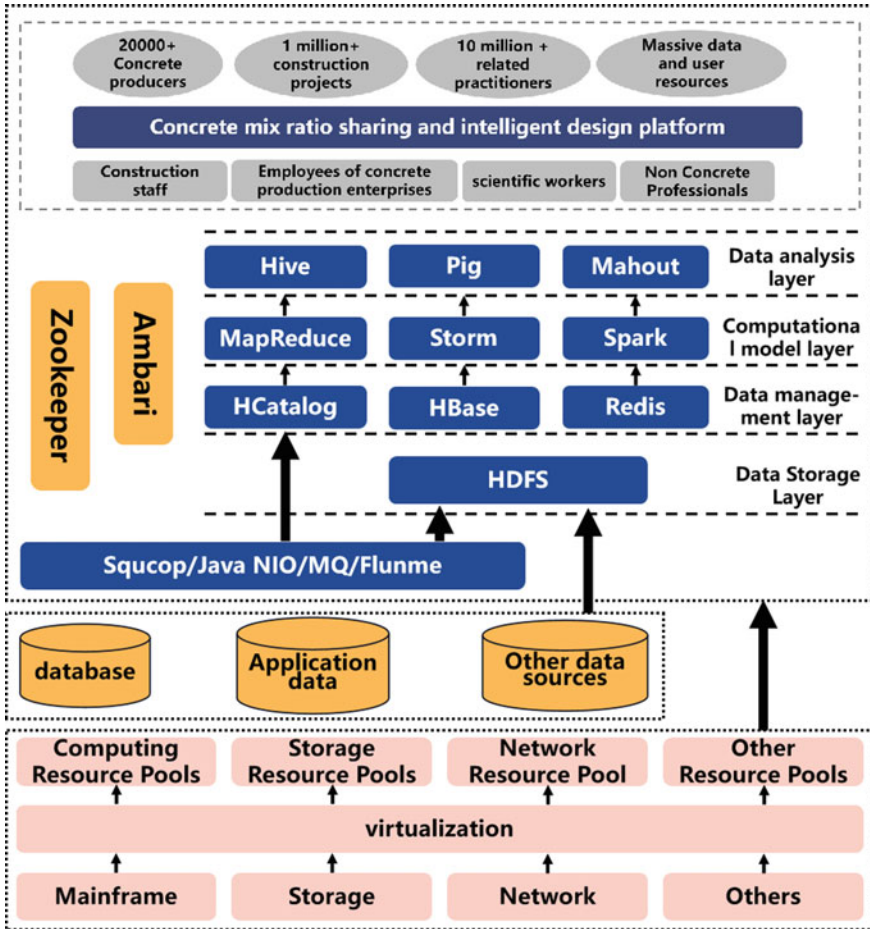 20000+
Concrete
producers
1 million+
construction
projects
10 million +
related
practitioners
Massive data
and user
resources
Concrete mix ratio sharing and intelligent design platform
Construction
staff
Employees of concrete
production enterprises
scientific workers
Non Concrete
Professionals
Zookeeper
Ambari
Hive
Pig
Mahout
Data analysis
layer
MapReduce
Storm
Spark
Computationa
l model layer
HCatalog
HBase
Redis
Data manage-
ment layer
HDFS
Data Storage
Layer
Squcop/Java NIO/MQ/Flunme
database
Application
data
Other data
sources
Computing
Resource Pools
Storage
Resource Pools
Network
Resource Pool
Other
Resource Pools
virtualization
Mainframe
Storage
Network
Others